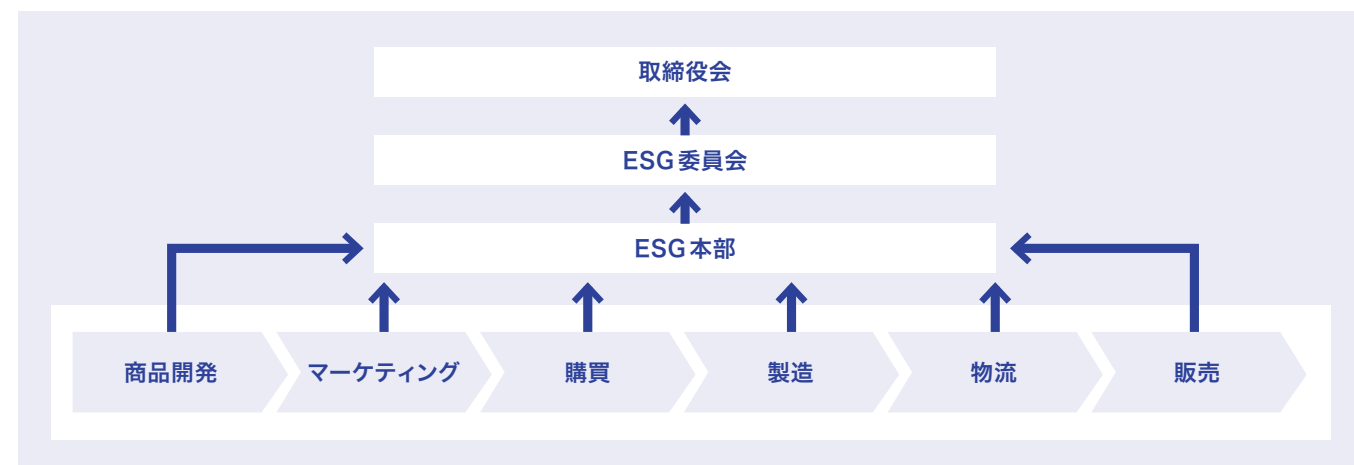 取締役会
ESG委員会
ESG本部
商品開発
マーケティング
購買
製造
物流
販売